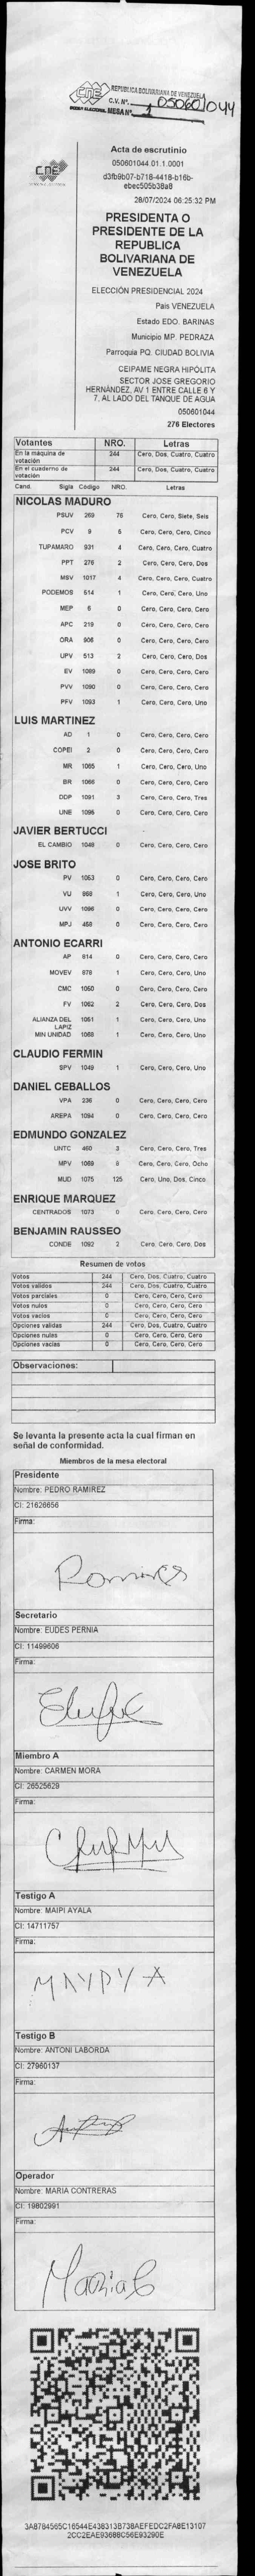 CNE
PODER ELECTORAL
REPUBLICA BOLIVARIANA DE VENEZUELA
C.V. Nº. 050601044
MESA Nº. 1
CNE
Acta de escrutinio
050601044.01.1.0001
d3fb9b07-b718-4418-b16b-
ebec505b38a8
28/07/2024 06:25:32 PM
PRESIDENTA O
PRESIDENTE DE LA
REPUBLICA
BOLIVARIANA DE
VENEZUELA
ELECCIÓN PRESIDENCIAL 2024
Pais VENEZUELA
Estado EDO. BARINAS
Municipio MP. PEDRAZA
Parroquia PQ. CIUDAD BOLIVIA
CEIPAME NEGRA HIPÓLITA
SECTOR JOSE GREGORIO
HERNÁNDEZ, AV 1 ENTRE CALLE 6 Y
7, AL LADO DEL TANQUE DE AGUA
050601044
276 Electores
Votantes NRO. Letras
En la máquina de votación 244 Cero, Dos, Cuatro, Cuatro
En el cuaderno de votación 244 Cero, Dos, Cuatro, Cuatro
Cand. Sigla Código NRO. Letras
NICOLAS MADURO
PSUV 269 76 Cero, Cero, Siete, Seis
PCV 9 5 Cero, Cero, Cero, Cinco
TUPAMARO 931 4 Cero, Cero, Cero, Cuatro
PPT 276 2 Cero, Cero, Cero, Dos
MSV 1017 4 Cero, Cero, Cero, Cuatro
PODEMOS 514 1 Cero, Cero, Cero, Uno
MEP 6 0 Cero, Cero, Cero, Cero
APC 219 0 Cero, Cero, Cero, Cero
ORA 906 0 Cero, Cero, Cero, Cero
UPV 513 2 Cero, Cero, Cero, Dos
EV 1089 0 Cero, Cero, Cero, Cero
PVV 1090 0 Cero, Cero, Cero, Cero
PFV 1093 1 Cero, Cero, Cero, Uno
LUIS MARTINEZ
AD 1 0 Cero, Cero, Cero, Cero
COPEI 2 0 Cero, Cero, Cero, Cero
MR 1065 1 Cero, Cero, Cero, Uno
BR 1066 0 Cero, Cero, Cero, Cero
DDP 1091 3 Cero, Cero, Cero, Tres
UNE 1096 0 Cero, Cero, Cero, Cero
JAVIER BERTUCCI
EL CAMBIO 1048 0 Cero, Cero, Cero, Cero
JOSE BRITO
PV 1053 0 Cero, Cero, Cero, Cero
VU 868 1 Cero, Cero, Cero, Uno
UVV 1086 0 Cero, Cero, Cero, Cero
MPJ 458 0 Cero, Cero, Cero, Cero
ANTONIO ECARRI
AP 814 0 Cero, Cero, Cero, Cero
MOVEV 878 1 Cero, Cero, Cero, Uno
CMC 1050 0 Cero, Cero, Cero, Cero
FV 1052 2 Cero, Cero, Cero, Dos
ALIANZA DEL LAPIZ 1051 1 Cero, Cero, Cero, Uno
MIN UNIDAD 1068 1 Cero, Cero, Cero, Uno
CLAUDIO FERMIN
SPV 1049 1 Cero, Cero, Cero, Uno
DANIEL CEBALLOS
VPA 236 0 Cero, Cero, Cero, Cero
AREPA 1094 0 Cero, Cero, Cero, Cero
EDMUNDO GONZALEZ
UNTC 460 3 Cero, Cero, Cero, Tres
MPV 1069 8 Cero, Cero, Cero, Ocho
MUD 1075 125 Cero, Uno, Dos, Cinco
ENRIQUE MARQUEZ
CENTRADOS 1073 0 Cero, Cero, Cero, Cero
BENJAMIN RAUSSEO
CONDE 1092 2 Cero, Cero, Cero, Dos
Resumen de votos
Votos 244 Cero, Dos, Cuatro, Cuatro
Votos validos 244 Cero, Dos, Cuatro, Cuatro
Votos parciales 0 Cero, Cero, Cero, Cero
Votos nulos 0 Cero, Cero, Cero, Cero
Votos vacios 0 Cero, Cero, Cero, Cero
Opciones validas 244 Cero, Dos, Cuatro, Cuatro
Opciones nulas 0 Cero, Cero, Cero, Cero
Opciones vacias 0 Cero, Cero, Cero, Cero
Observaciones:
Se levanta la presente acta la cual firman en
señal de conformidad.
Miembros de la mesa electoral
Presidente
Nombre: PEDRO RAMIREZ
CI: 21626656
Firma:
Secretario
Nombre: EUDES PERNIA
CI: 11499606
Firma:
Miembro A
Nombre: CARMEN MORA
CI: 26525629
Firma:
Testigo A
Nombre: MAIPI AYALA
CI: 14711757
Firma:
MAYPY A
Testigo B
Nombre: ANTONI LABORDA
CI: 27960137
Firma:
Operador
Nombre: MARIA CONTRERAS
CI: 19802991
Firma:
Maria C
3A8784565C16544E438313B738AEFEDC2FA8E13107
2CC2EAE93688C56E93290E